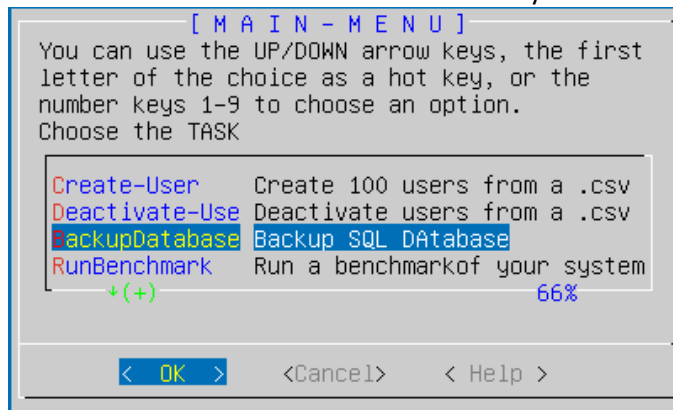 [ M A I N - M E N U ]
You can use the UP/DOWN arrow keys, the first
letter of the choice as a hot key, or the
number keys 1-9 to choose an option.
Choose the TASK
Create-User Create 100 users from a .csv
Deactivate-Use Deactivate users from a .csv
BackupDatabase Backup SQL DAtabase
RunBenchmark Run a benchmarkof your system
↓(+) 66%
< OK > <Cancel> < Help >